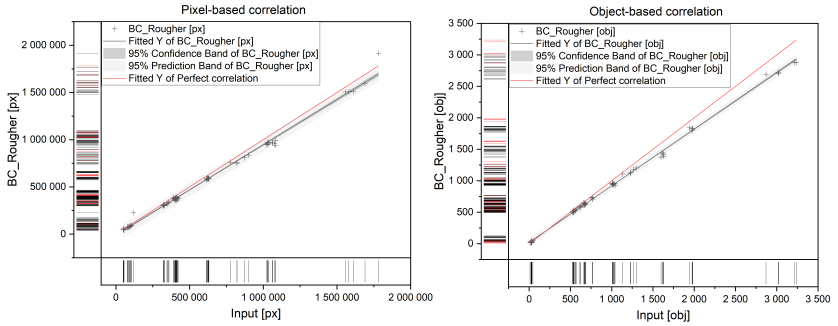 Pixel-based correlation
2 000 000
1 500 000
1 000 000
500 000
0
BC_Rougher [px]
BC_Rougher [px]
Fitted Y of BC_Rougher [px]
95% Confidence Band of BC_Rougher [px]
95% Prediction Band of BC_Rougher [px]
Fitted Y of Perfect correlation
0 500 000 1 000 000 1 500 000 2 000 000
Input [px]
Object-based correlation
3 500
3 000
2 500
2 000
1 500
1 000
500
0
BC_Rougher [obj]
BC_Rougher [obj]
Fitted Y of BC_Rougher [obj]
95% Confidence Band of BC_Rougher [obj]
95% Prediction Band of BC_Rougher [obj]
Fitted Y of Perfect correlation
0 500 1 000 1 500 2 000 2 500 3 000 3 500
Input [obj]